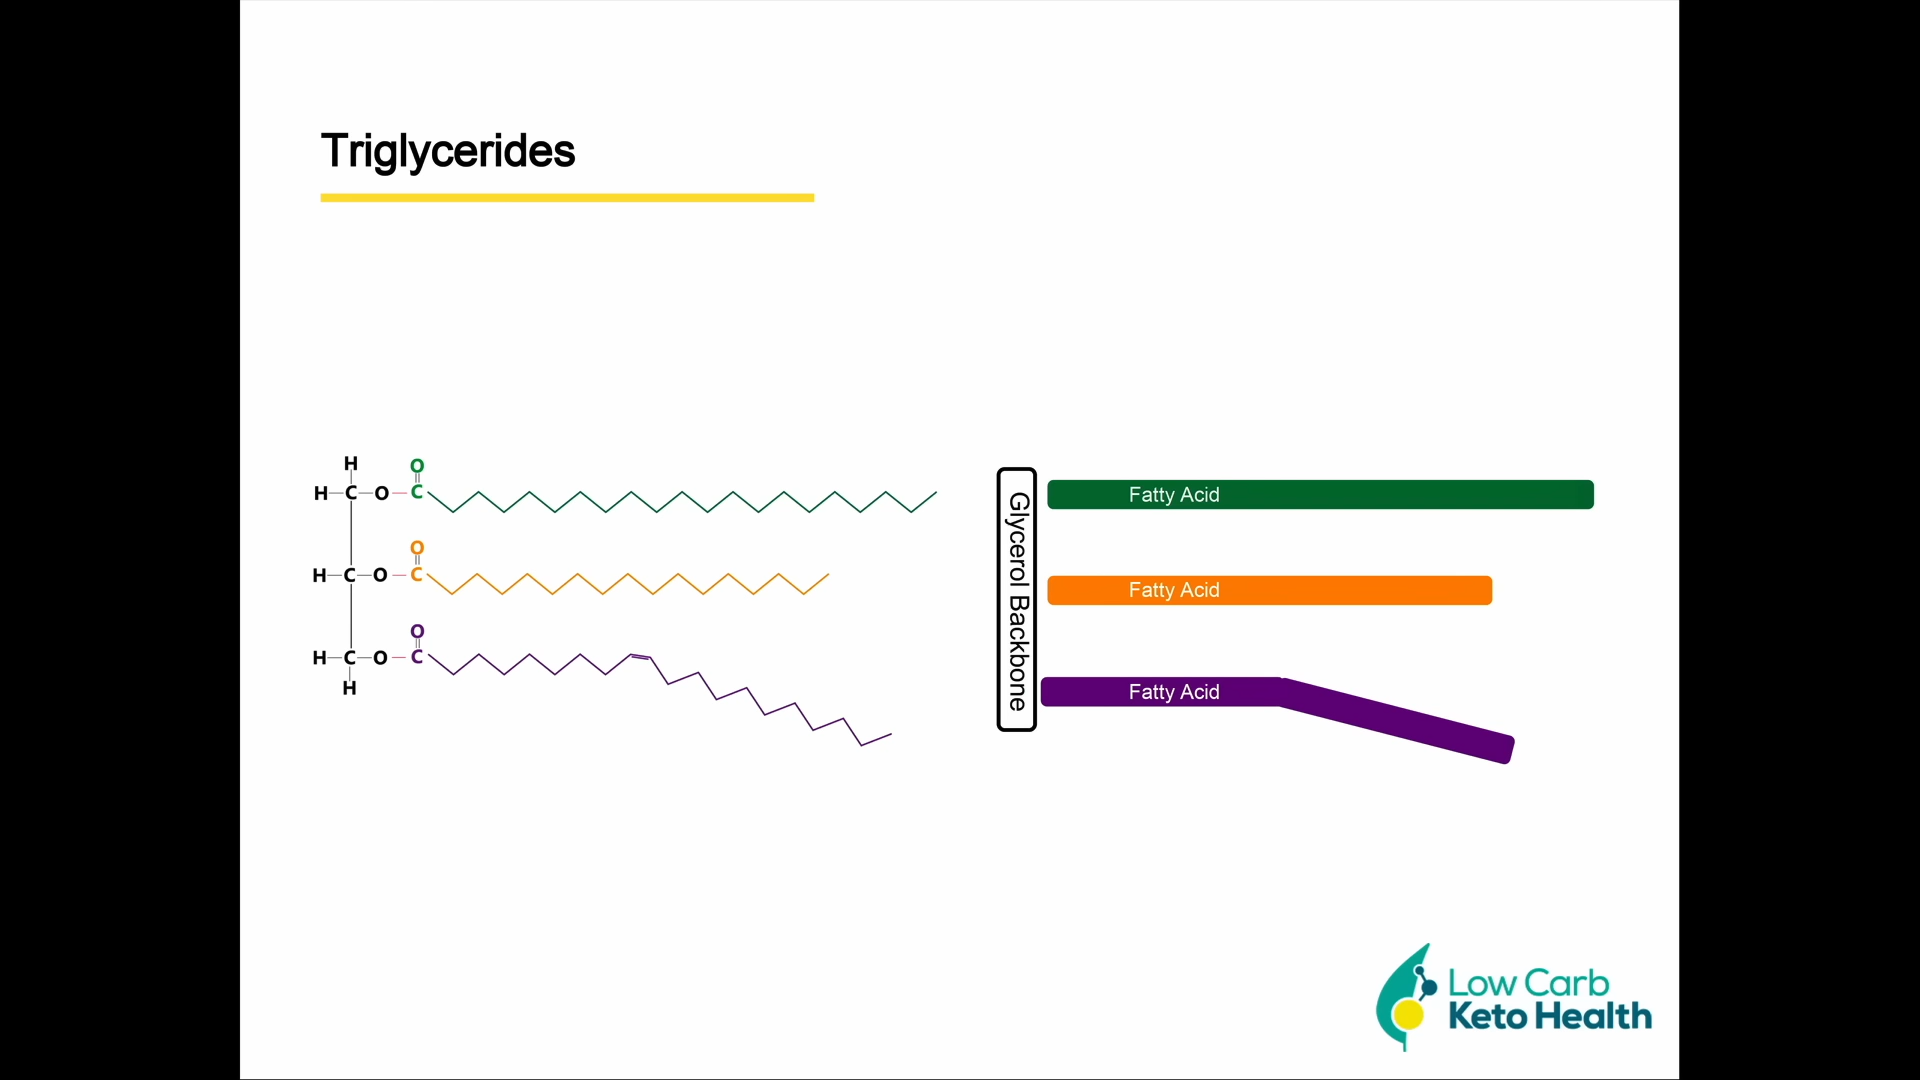 Triglycerides
H O
H C O C
O
H C O C
O
H C O C
H
Glycerol Backbone
Fatty Acid
Fatty Acid
Fatty Acid
Low Carb
Keto Health